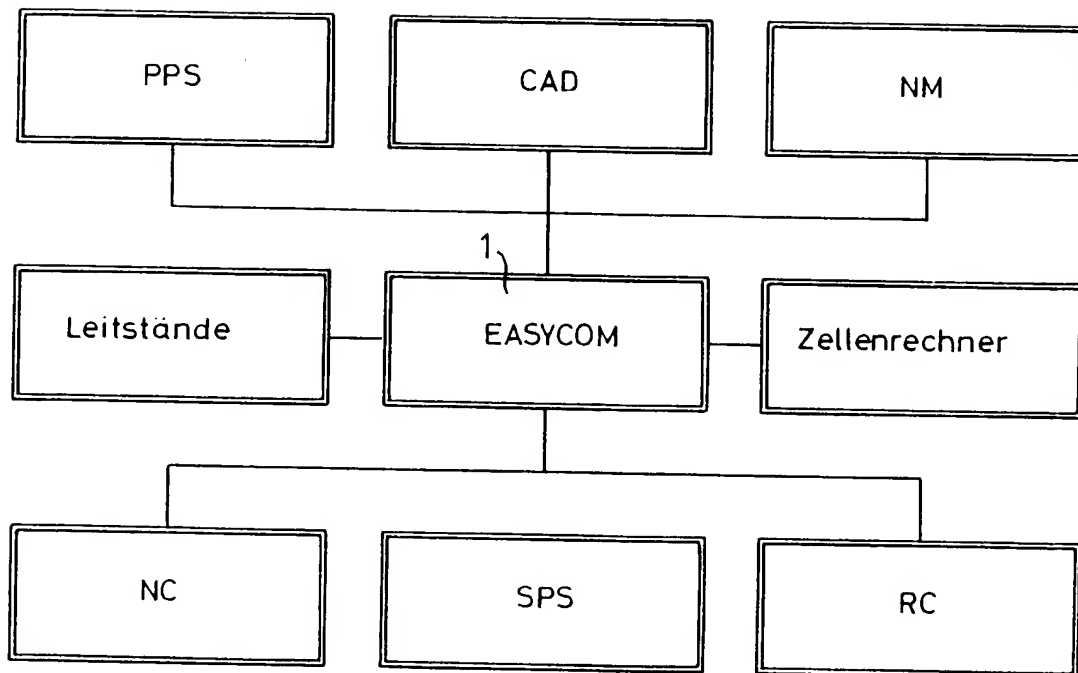 PPS
CAD
NM
1
Leitstände
EASYCOM
Zellenrechner
NC
SPS
RC